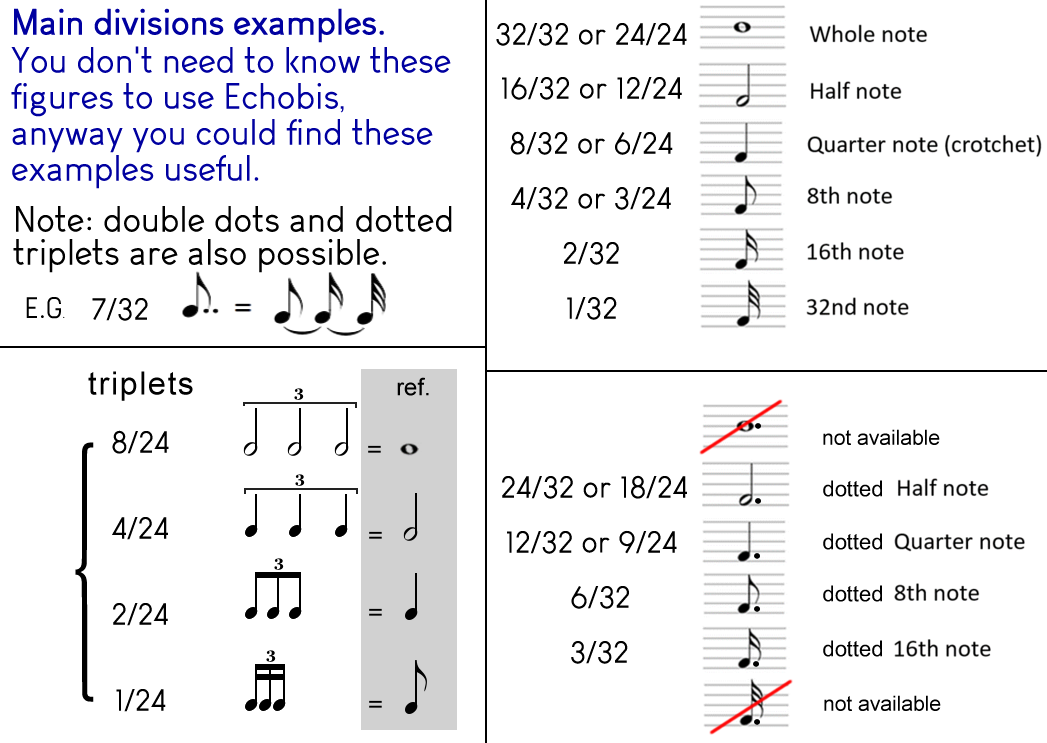 Main divisions examples.
You don't need to know these
figures to use Echobis,
anyway you could find these
examples useful.
Note: double dots and dotted
triplets are also possible.
E.G. 7/32 =
32/32 or 24/24 Whole note
16/32 or 12/24 Half note
8/32 or 6/24 Quarter note (crotchet)
4/32 or 3/24 8th note
2/32 16th note
1/32 32nd note
triplets ref.
3
8/24 =
3
4/24 =
3
2/24 =
3
1/24 =
not available
24/32 or 18/24 dotted Half note
12/32 or 9/24 dotted Quarter note
6/32 dotted 8th note
3/32 dotted 16th note
not available